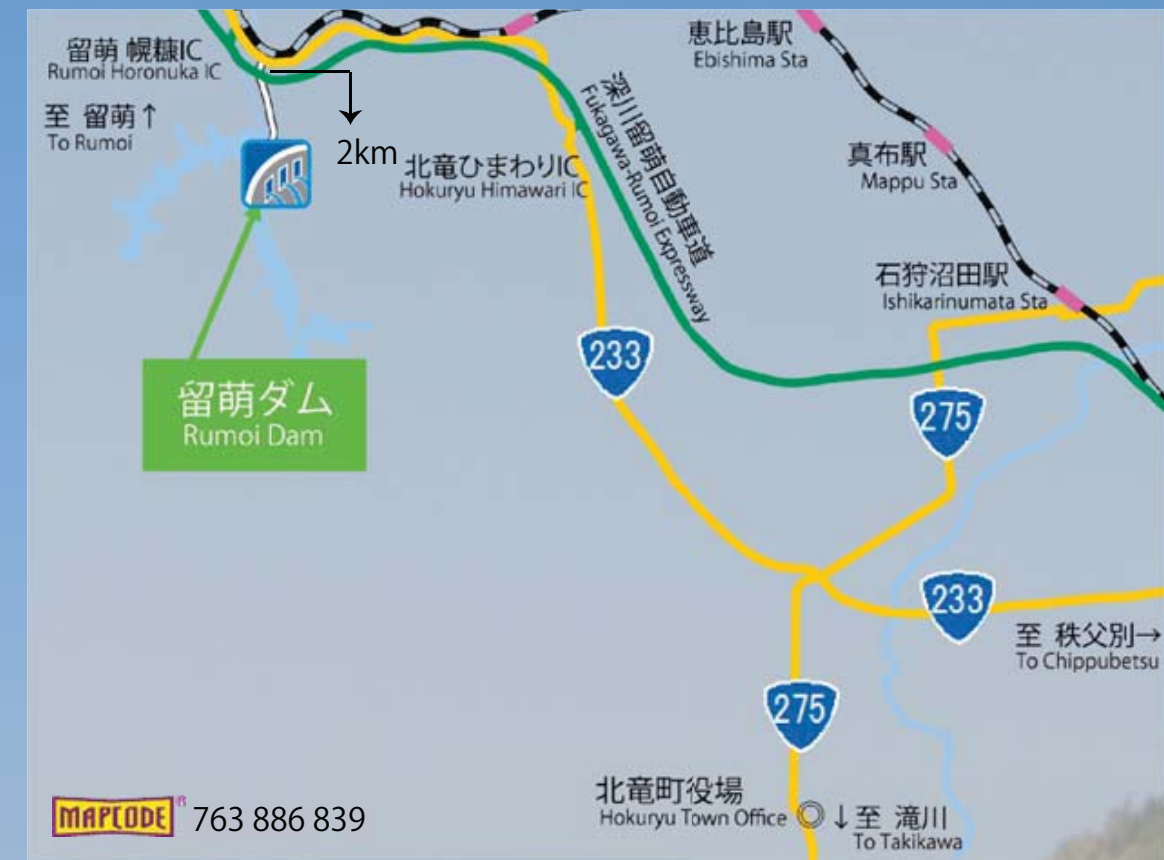 留萌 幌糠IC
Rumoi Horonuka IC
至 留萌↑
To Rumoi
2km
北竜ひまわりIC
Hokuryu Himawari IC
深川留萌自動車道
Fukagawa-Rumoi Expressway
恵比島駅
Ebishima Sta
真布駅
Mappu Sta
石狩沼田駅
Ishikarinumata Sta
留萌ダム
Rumoi Dam
233
275
233
至 秩父別→
To Chippubetsu
275
北竜町役場
Hokuryu Town Office
↓至 滝川
To Takikawa
MAPCODE® 763 886 839